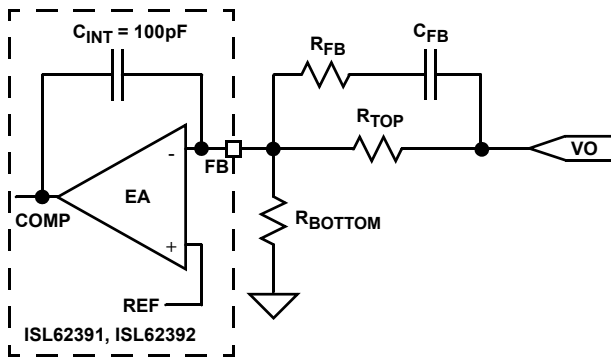 C_INT = 100pF
R_FB
C_FB
R_TOP
VO
-
FB
EA
COMP
R_BOTTOM
+
REF
ISL62391, ISL62392